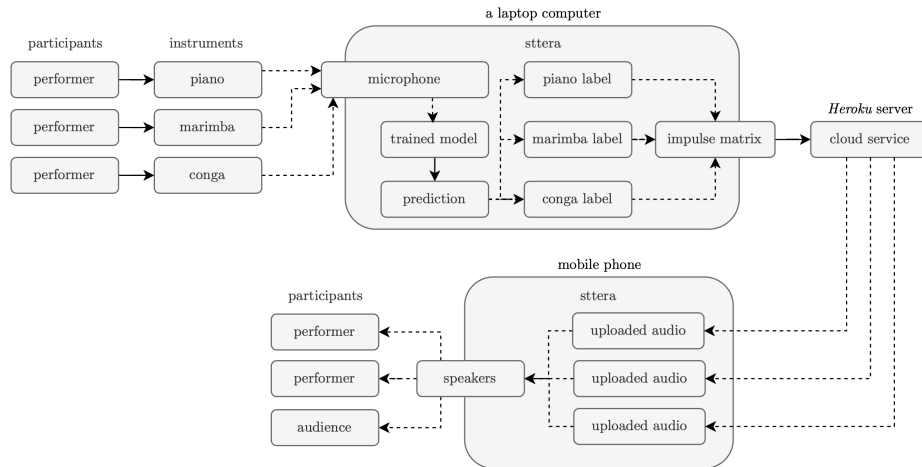 a laptop computer
participants instruments sttera
performer piano microphone piano label
Heroku server
performer marimba trained model marimba label impulse matrix cloud service
performer conga prediction conga label
mobile phone
participants sttera
performer uploaded audio
performer speakers uploaded audio
audience uploaded audio